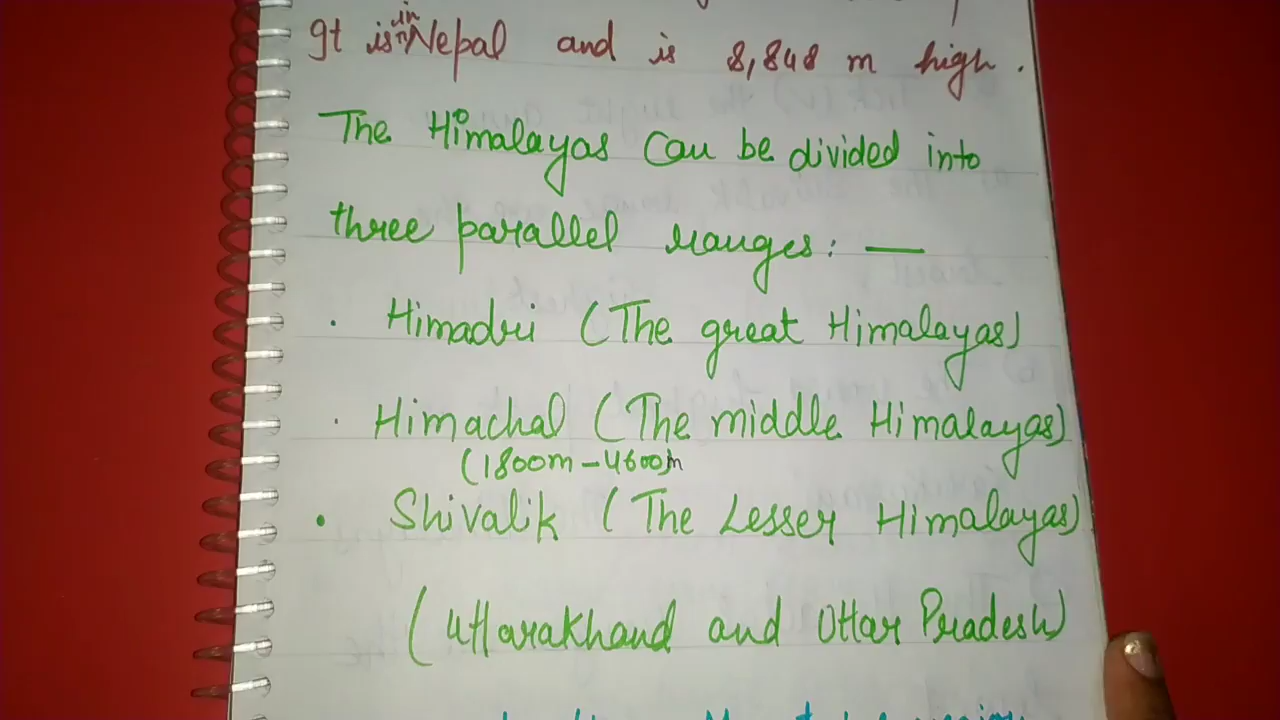 It is in Nepal and is 8,848 m high.
The Himalayas can be divided into
three parallel ranges: —
· Himadri (The great Himalayas)
· Himachal (The middle Himalayas)
(1800m – 4600m
· Shivalik (The Lesser Himalayas)
(Uttarakhand and Uttar Pradesh)